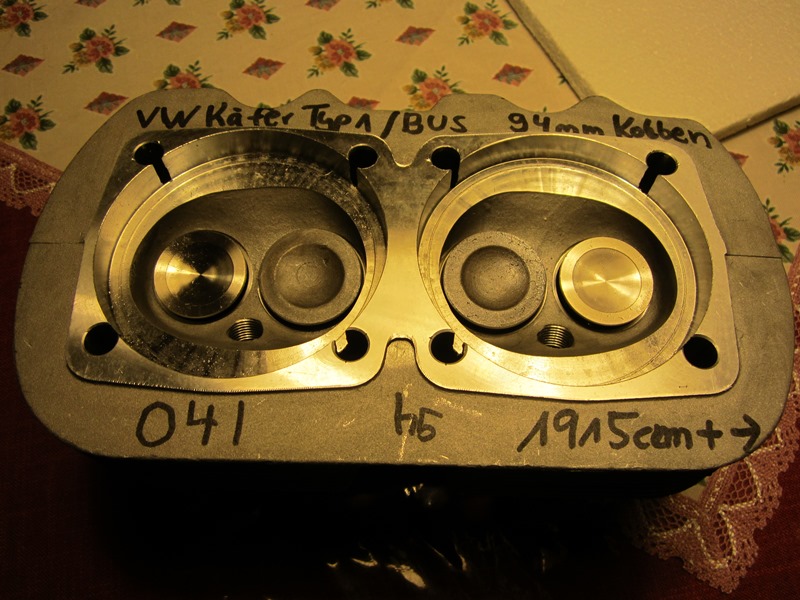 VW Käfer Typ1/BUS 94mm Kolben
041 1915ccm+→